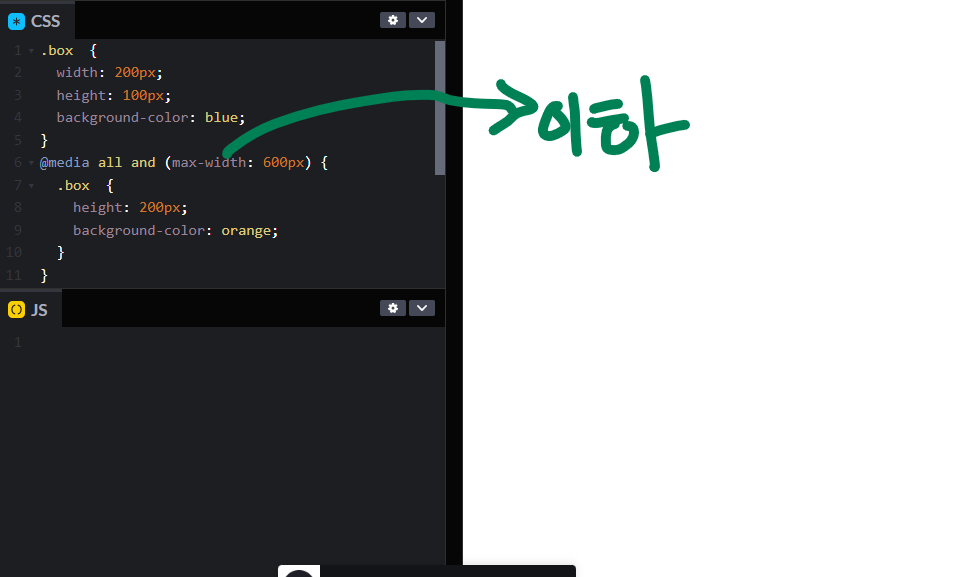 CSS
1 .box {
2 width: 200px;
3 height: 100px;
4 background-color: blue;
5 }
6 @media all and (max-width: 600px) {
7 .box {
8 height: 200px;
9 background-color: orange;
10 }
11 }
이하
JS
1